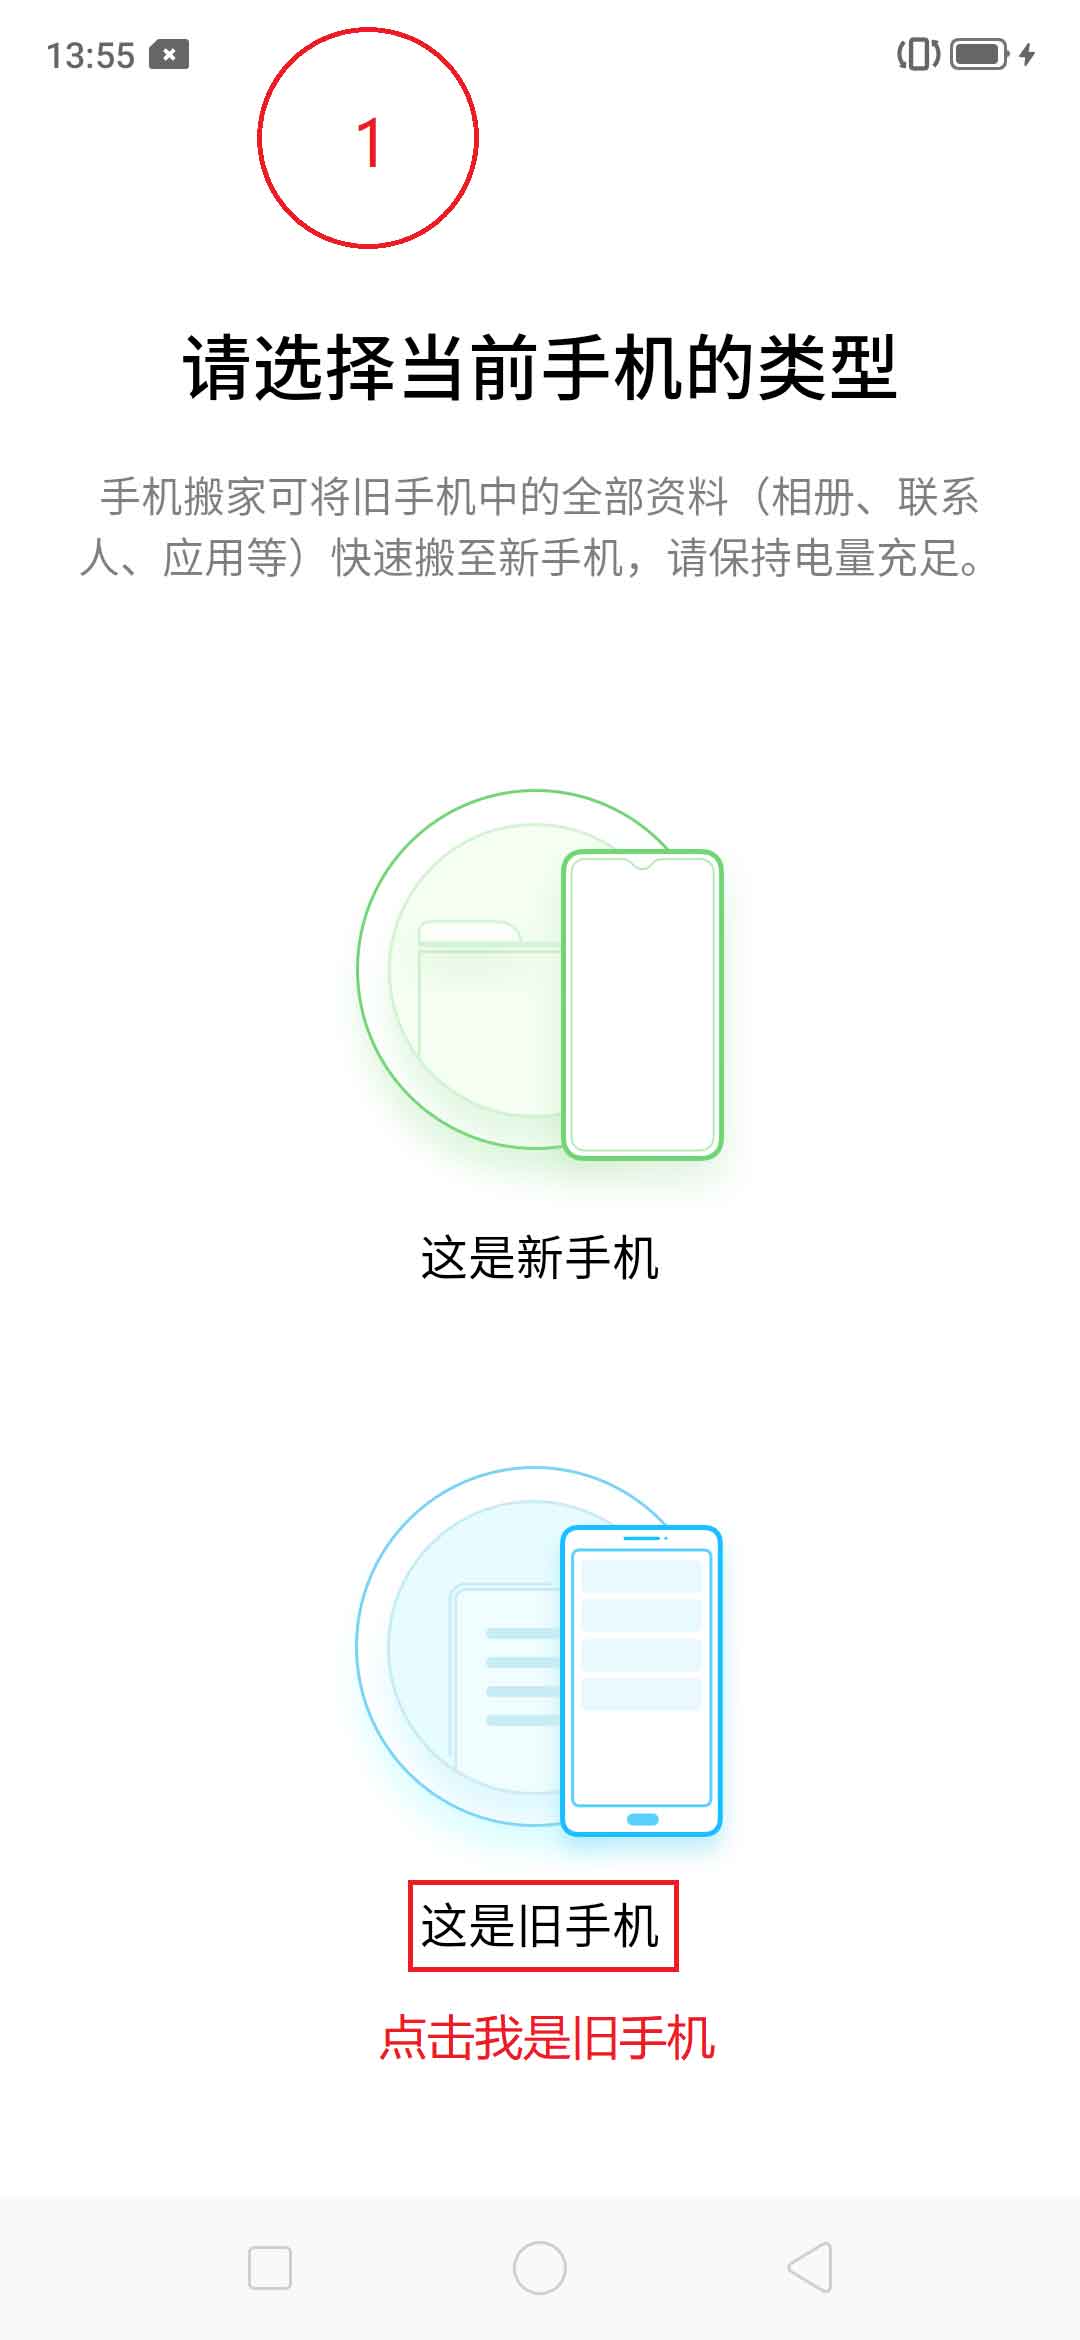 13:55
1
请选择当前手机的类型
手机搬家可将旧手机中的全部资料（相册、联系
人、应用等）快速搬至新手机，请保持电量充足。
这是新手机
这是旧手机
点击我是旧手机